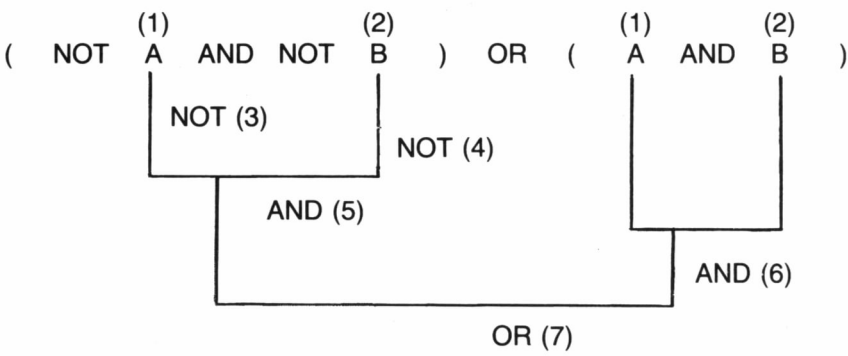 (1) (2) (1) (2)
( NOT A AND NOT B ) OR ( A AND B )
NOT (3)
NOT (4)
AND (5)
AND (6)
OR (7)